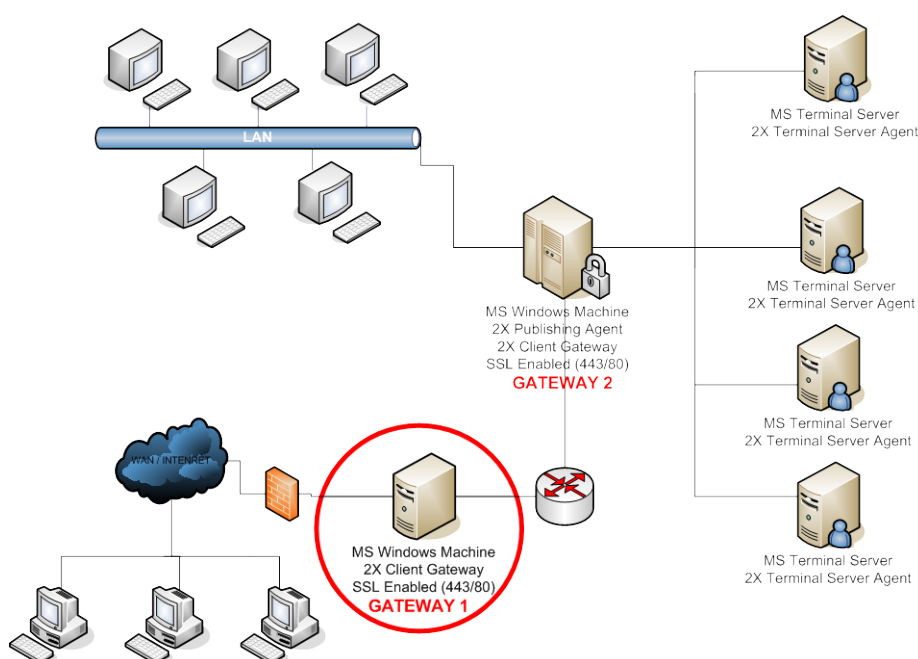 MS Terminal Server
2X Terminal Server Agent
LAN
MS Terminal Server
2X Terminal Server Agent
MS Windows Machine
2X Publishing Agent
2X Client Gateway
SSL Enabled (443/80)
GATEWAY 2
MS Terminal Server
2X Terminal Server Agent
WAN / INTENRET
MS Windows Machine
2X Client Gateway
SSL Enabled (443/80)
GATEWAY 1
MS Terminal Server
2X Terminal Server Agent